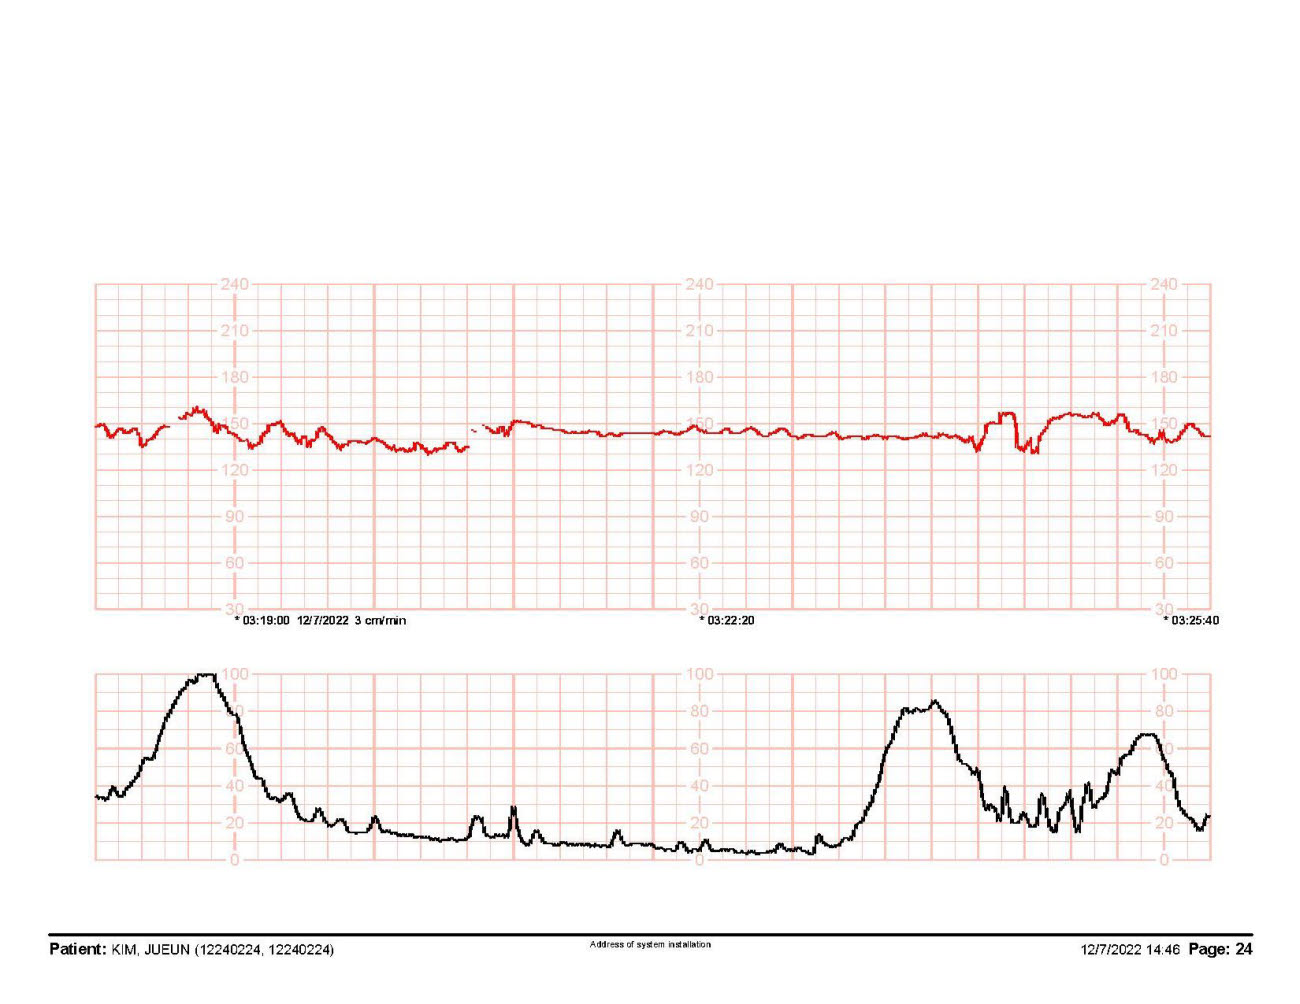 240 240 240
210 210 210
180 180 180
150 150 150
120 120 120
90 90 90
60 60 60
30 30 30
* 03:19:00 12/7/2022 3 cm/min * 03:22:20 * 03:25:40
100 100 100
80 80 80
60 60 60
40 40 40
20 20 20
0 0 0
Patient: KIM, JUEUN (12240224, 12240224) Address of system installation 12/7/2022 14:46 Page: 24